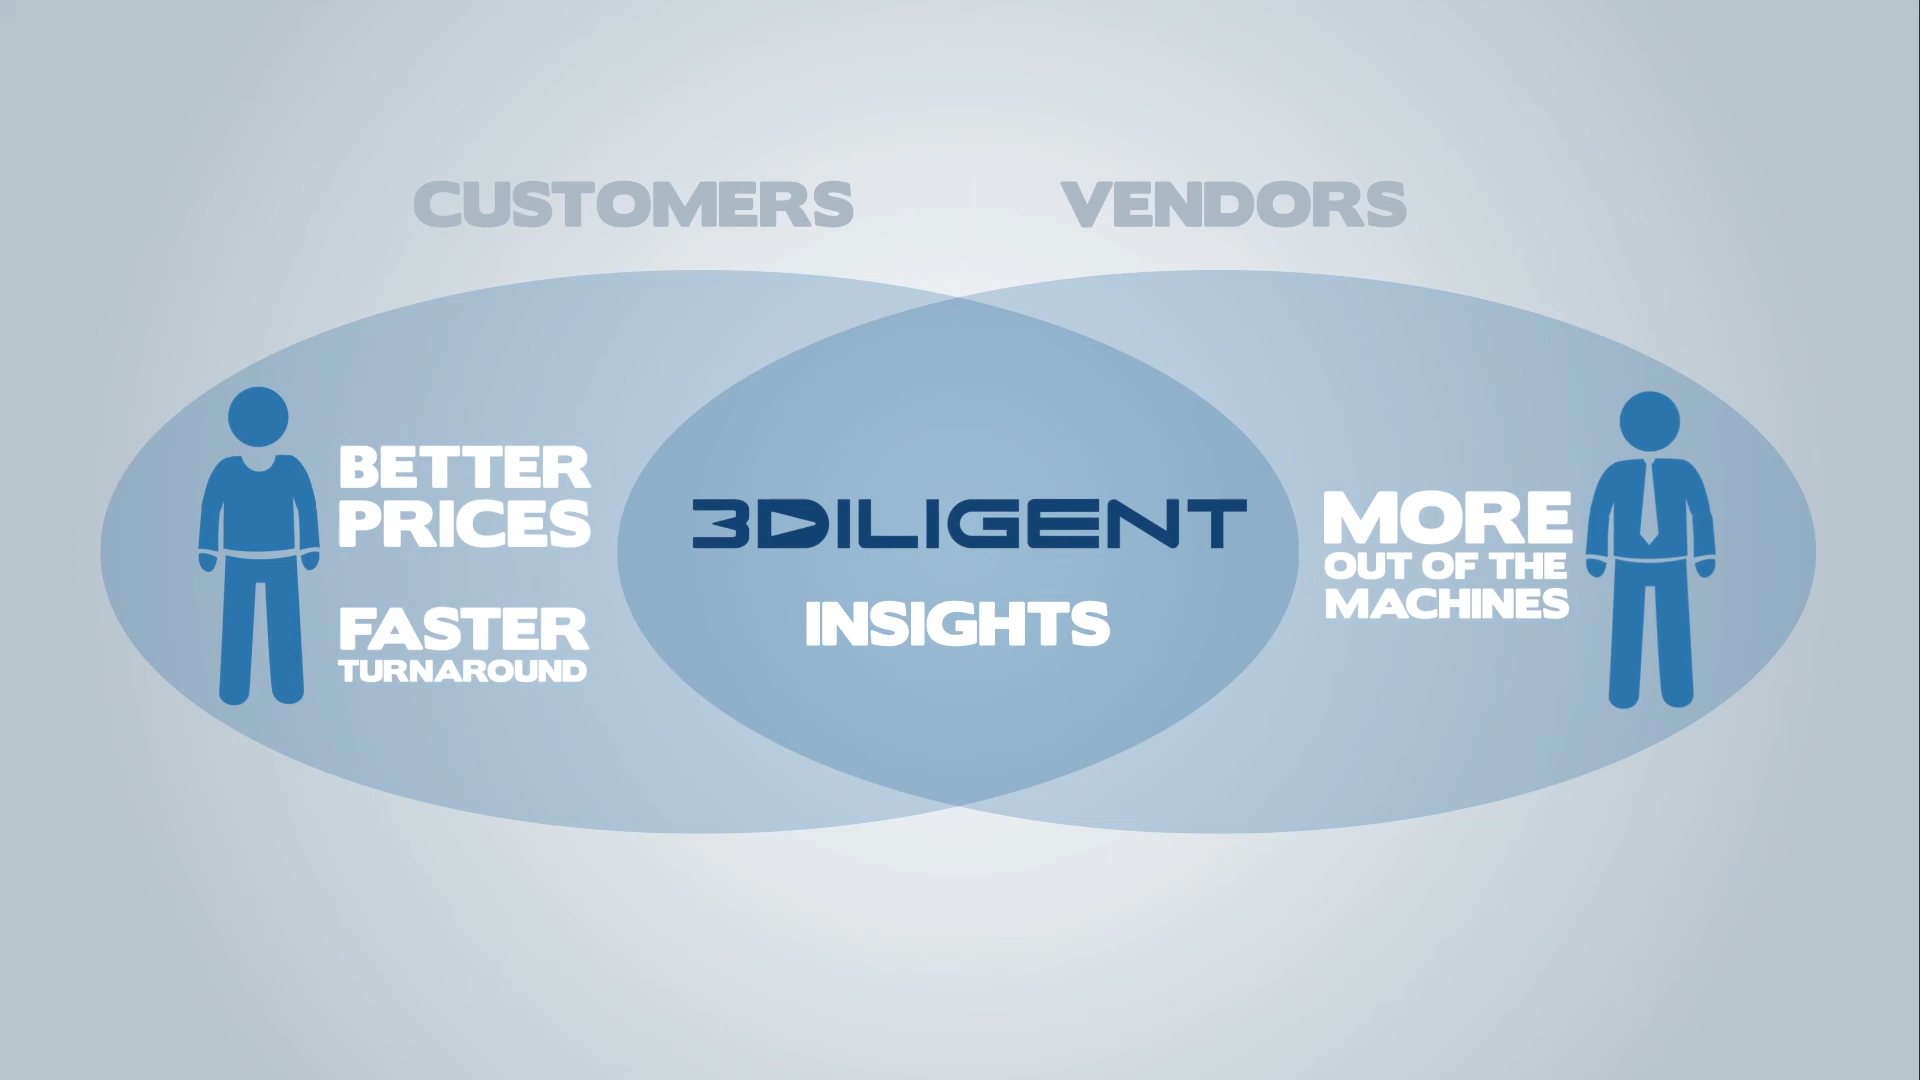 CUSTOMERS
VENDORS
BETTER
PRICES
FASTER
TURNAROUND
3DILIGENT
INSIGHTS
MORE
OUT OF THE
MACHINES